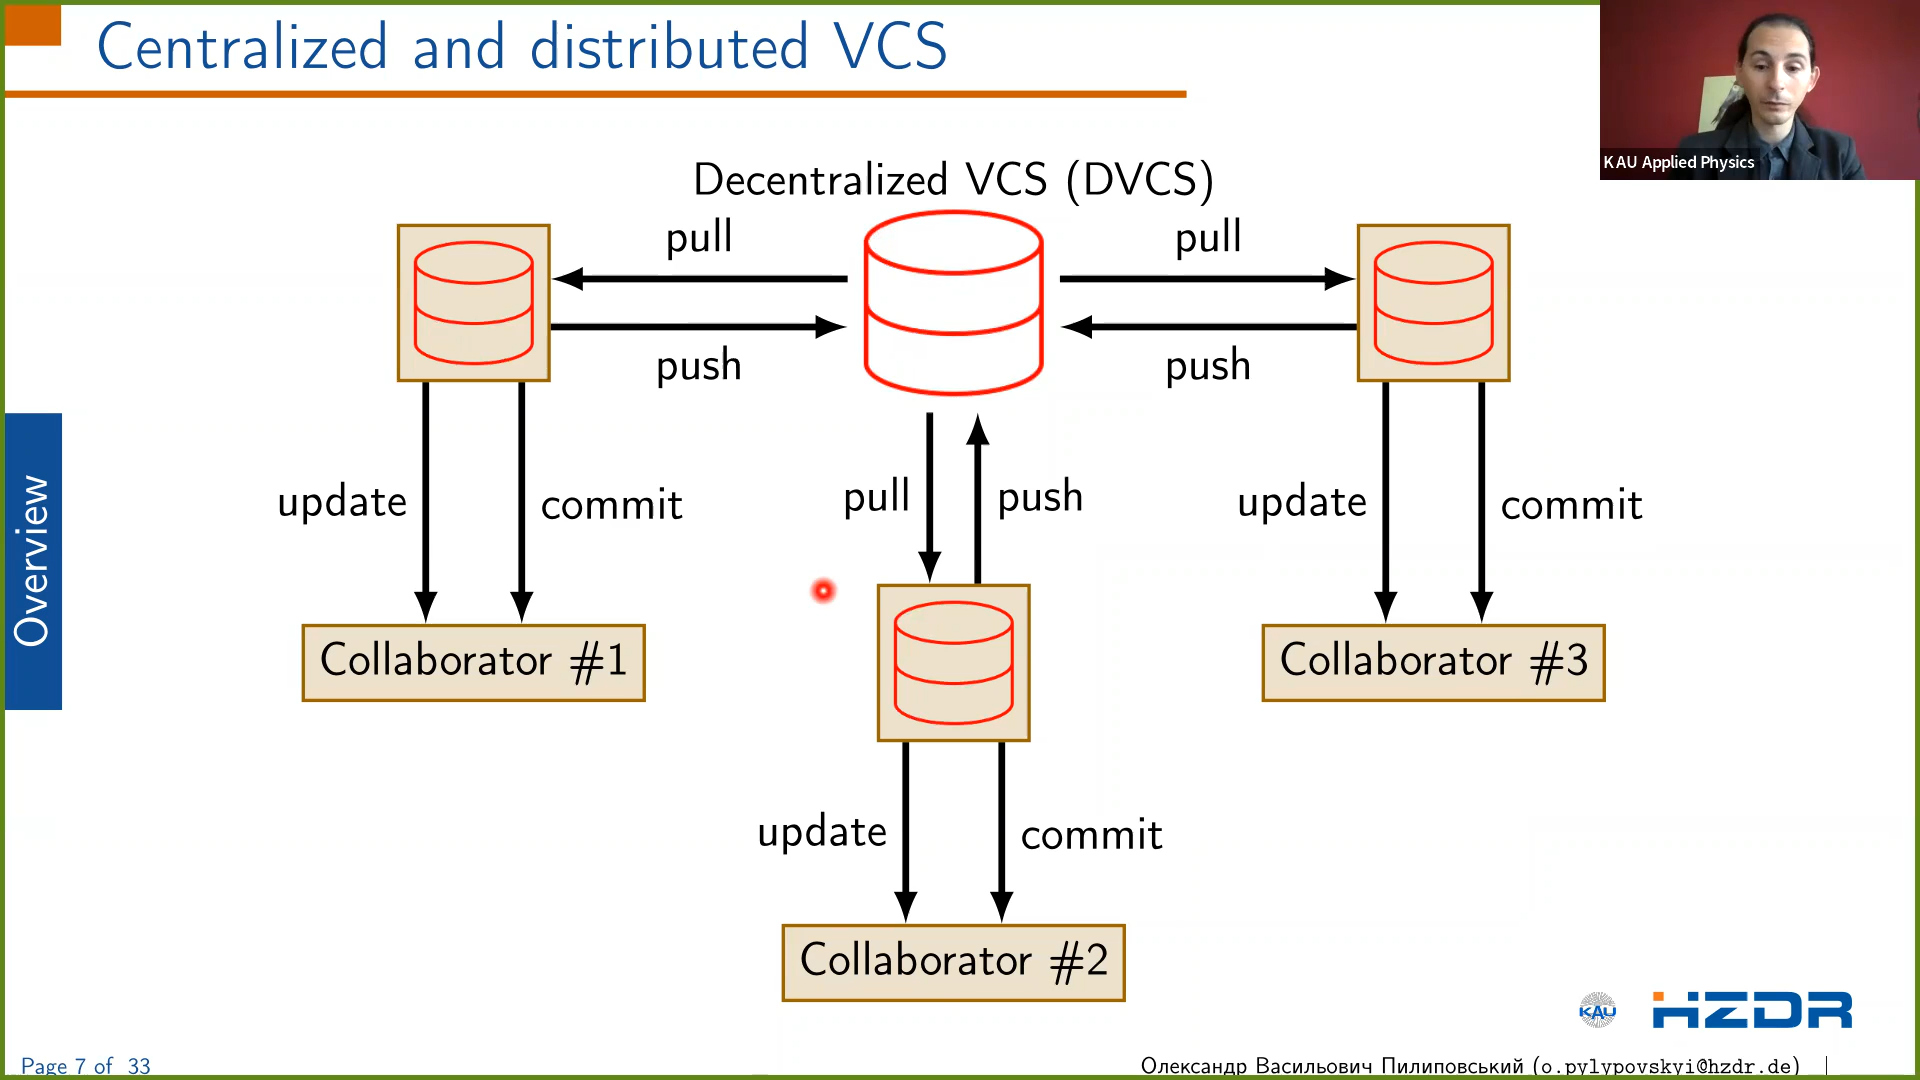 Centralized and distributed VCS
KAU Applied Physics
Decentralized VCS (DVCS)
pull
pull
push
push
update
commit
pull
push
update
commit
Overview
Collaborator #1
Collaborator #3
update
commit
Collaborator #2
KAU
HZDR
Page 7 of 33
Олександр Васильович Пилиповський (o.pylypovskyi@hzdr.de)